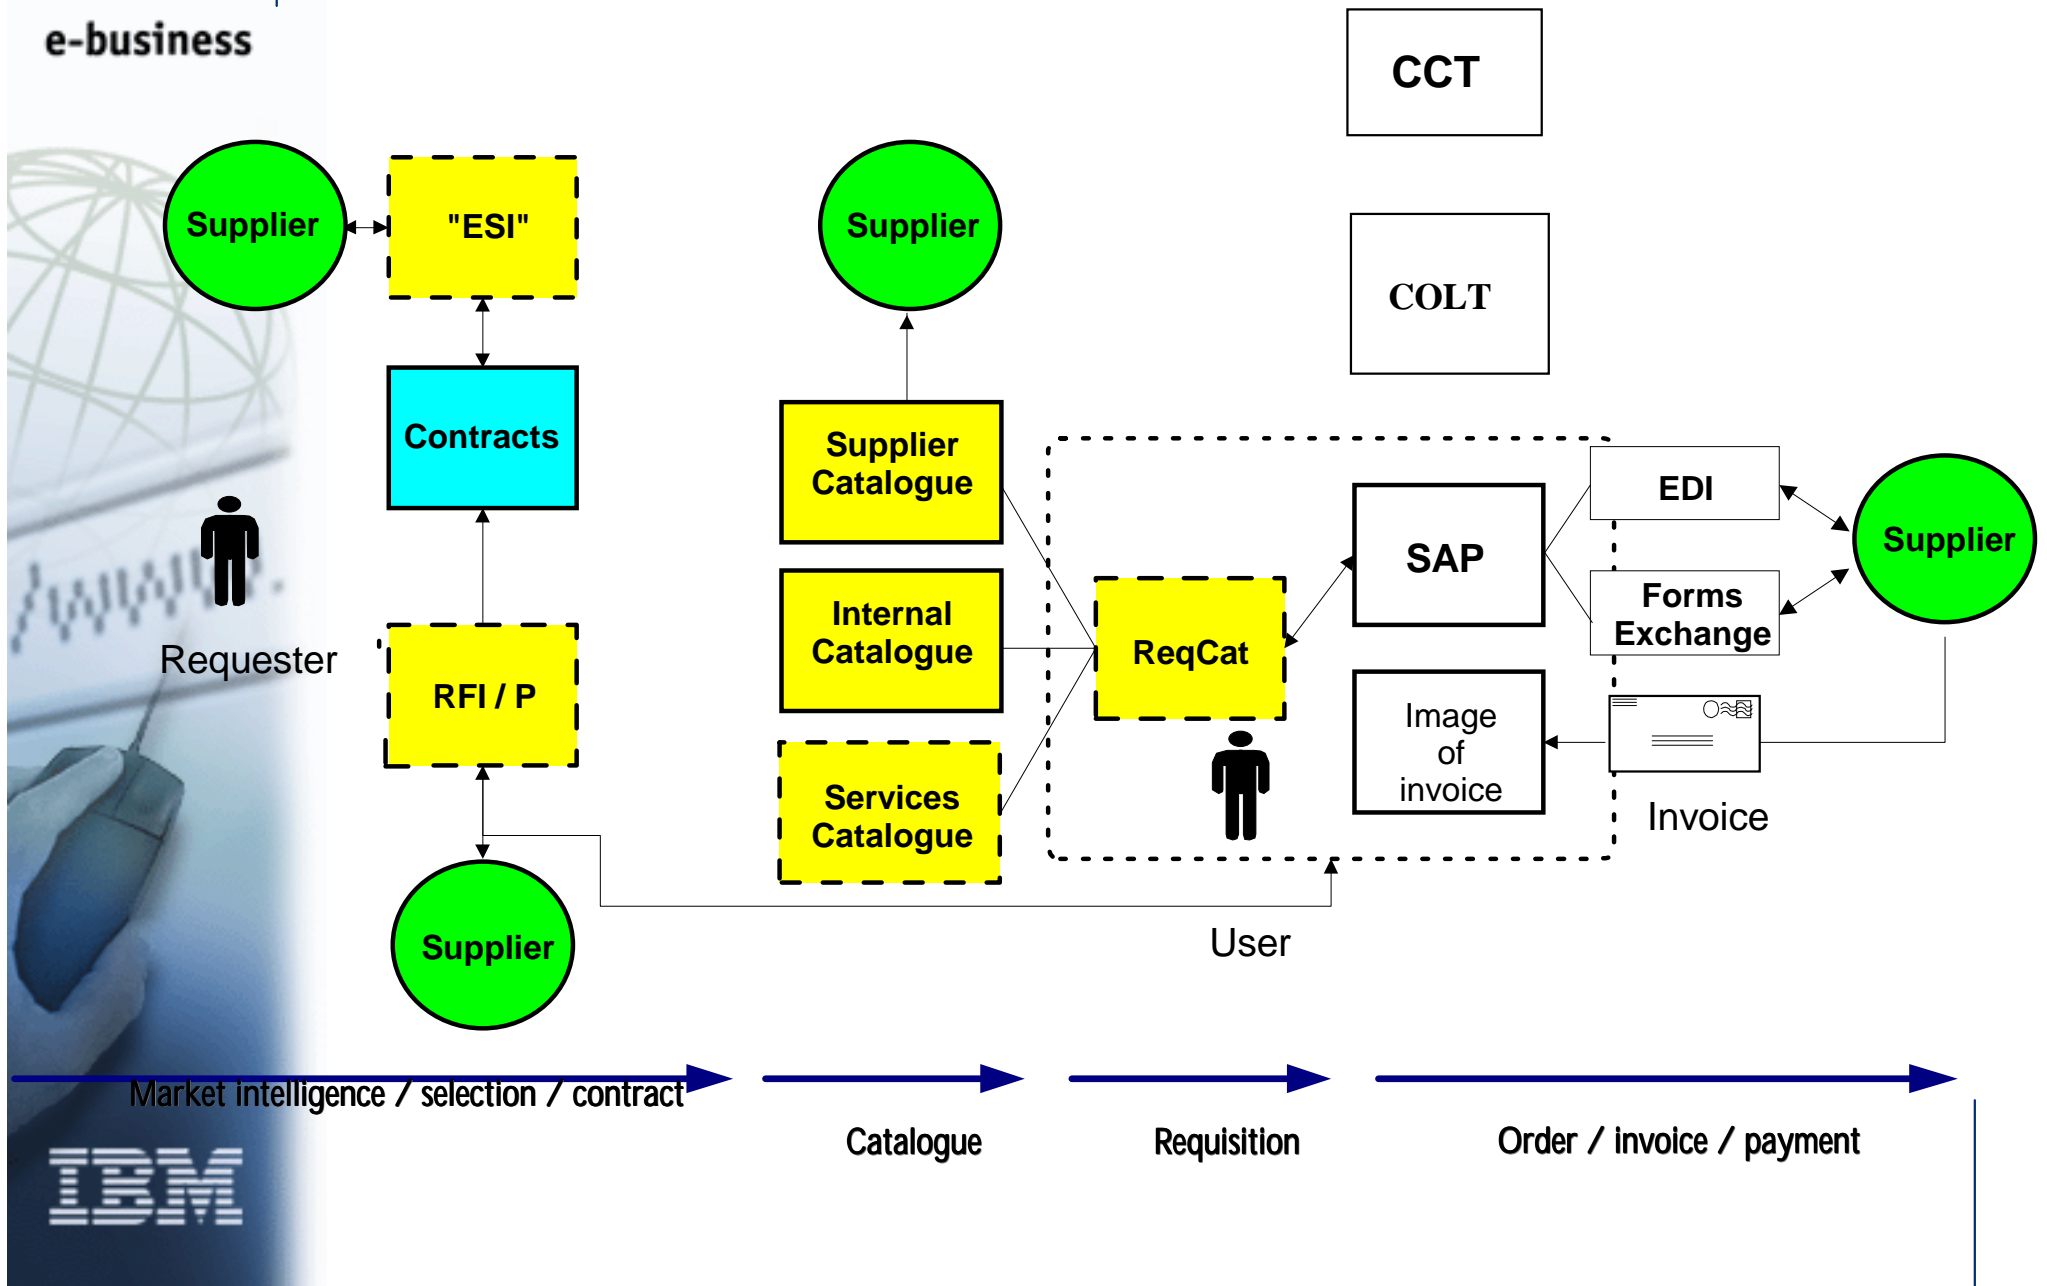 e-business
CCT
Supplier
"ESI"
Supplier
COLT
Contracts
Supplier
Catalogue
EDI
SAP
Supplier
Internal
Catalogue
Forms
Exchange
ReqCat
Requester
RFI / P
Image
of
invoice
Services
Catalogue
Invoice
Supplier
User
Market intelligence / selection / contract
Catalogue
Requisition
Order / invoice / payment
IBM